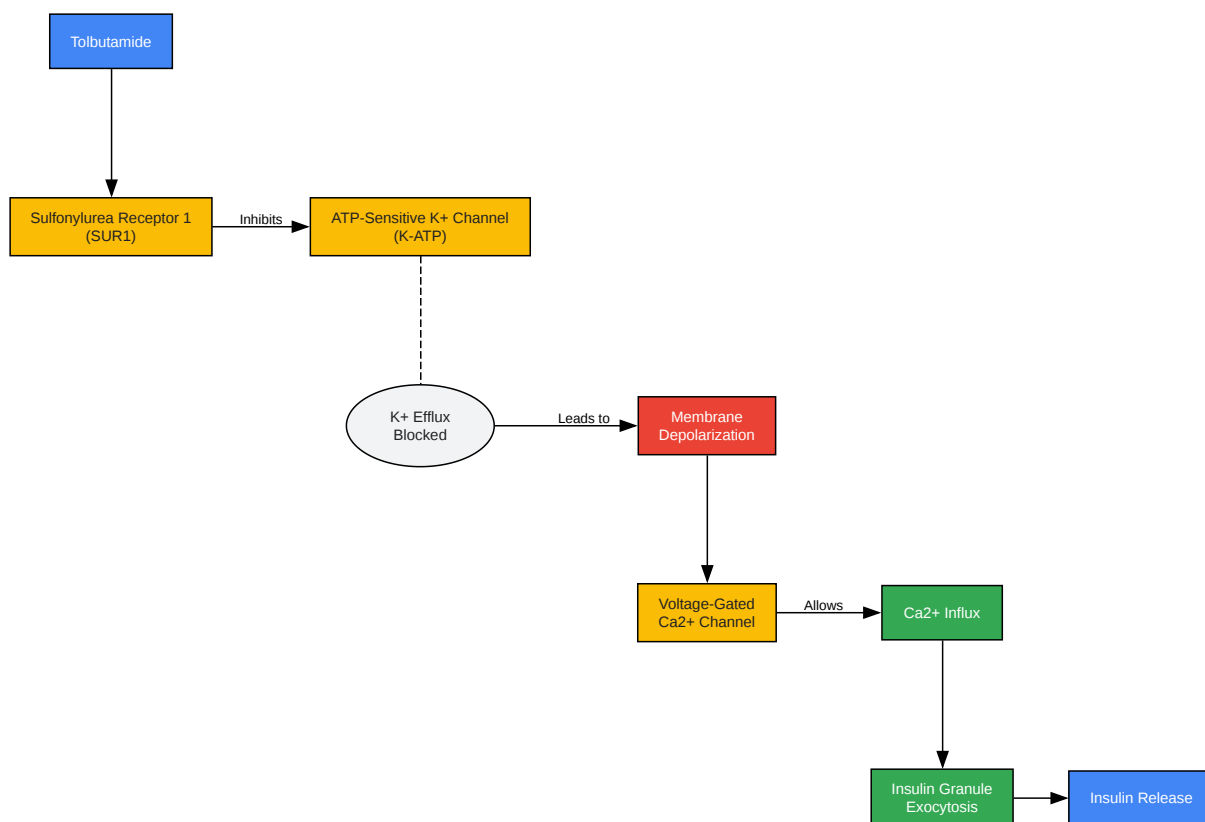 Tolbutamide
Sulfonylurea Receptor 1
(SUR1)
Inhibits
ATP-Sensitive K+ Channel
(K-ATP)
K+ Efflux
Blocked
Leads to
Membrane
Depolarization
Voltage-Gated
Ca2+ Channel
Allows
Ca2+ Influx
Insulin Granule
Exocytosis
Insulin Release